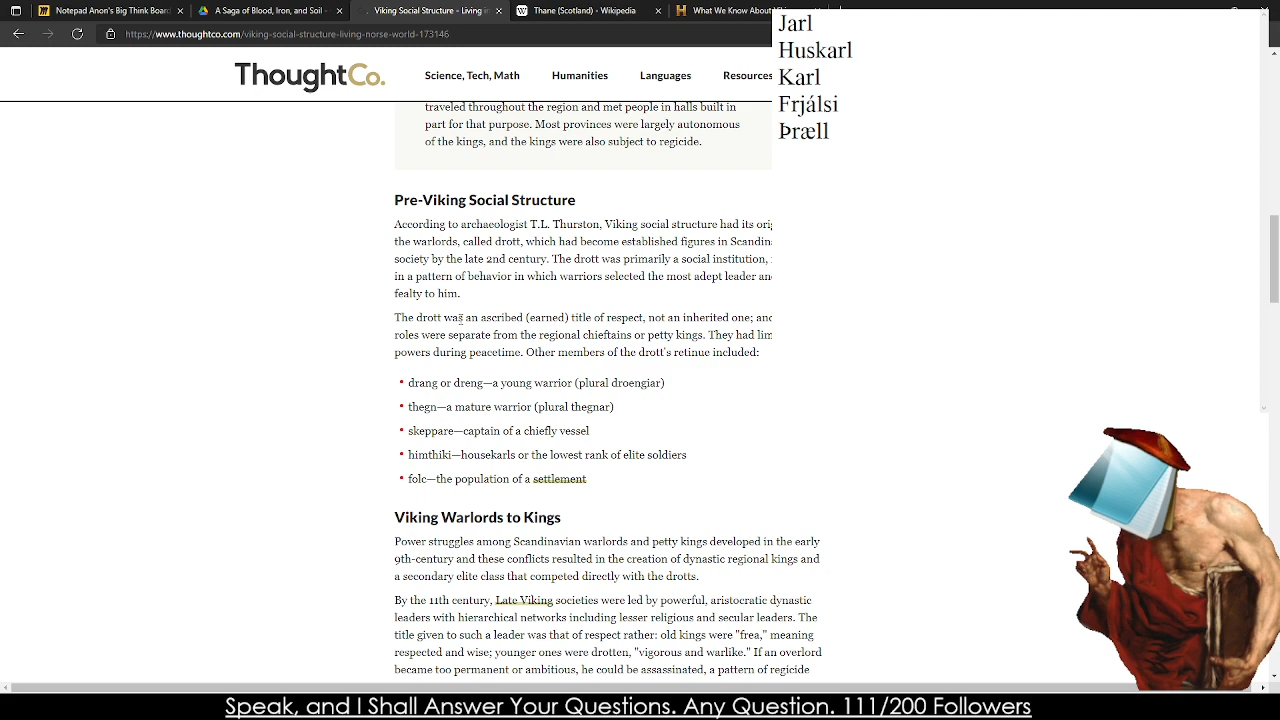 Notepad Anon's Big Think Board
A Saga of Blood, Iron, and Soil -
Viking Social Structure - Living
Thane (Scotland) - Wikipedia
What We Know About
https://www.thoughtco.com/viking-social-structure-living-norse-world-173146
ThoughtCo.
Science, Tech, Math
Humanities
Languages
Resources
traveled throughout the region and met people in halls built in
part for that purpose. Most provinces were largely autonomous
of the kings, and the kings were also subject to regicide.
Pre-Viking Social Structure
According to archaeologist T.L. Thurston, Viking social structure had its
the warlords, called drott, which had become established figures in
society by the late 2nd century. The drott was primarily a social institution,
in a pattern of behavior in which warriors selected the most adept leader
fealty to him.
The drott was an ascribed (earned) title of respect, not an inherited one;
roles were separate from the regional chieftains or petty kings. They had
powers during peacetime. Other members of the drott's retinue included:
• drang or dreng—a young warrior (plural droengiar)
• thegn—a mature warrior (plural thegnar)
• skeppare—captain of a chiefly vessel
• himthiki—housekarls or the lowest rank of elite soldiers
• folc—the population of a settlement
Viking Warlords to Kings
Power struggles among Scandinavian warlords and petty kings developed in the early
9th-century and these conflicts resulted in the creation of dynastic regional kings and
a secondary elite class that competed directly with the drotts.
By the 11th century, Late Viking societies were led by powerful, aristocratic dynastic
leaders with hierarchical networks including lesser religious and secular leaders. The
title given to such a leader was that of respect rather: old kings were "frea," meaning
respected and wise; younger ones were drotten, "vigorous and warlike." If an overlord
became too permanent or ambitious, he could be assassinated, a pattern of regicide
Jarl
Huskarl
Karl
Frjálsi
Þræll
Speak, and I Shall Answer Your Questions. Any Question. 111/200 Followers